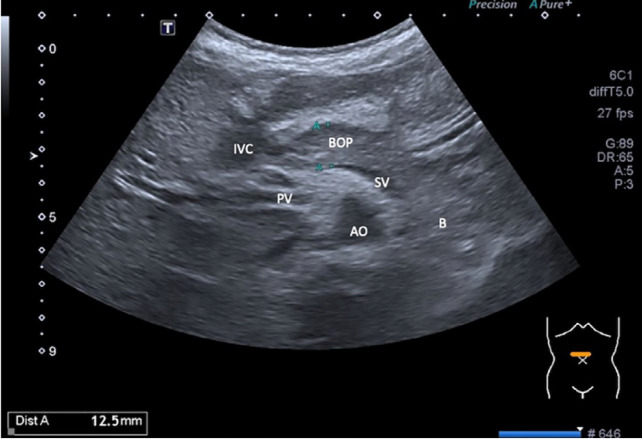 Precision A Pure+
T
0
6C1
diffT5.0
27 fps
G:89
DR:65
A:5
P:3
A
IVC
BOP
SV
PV
5
AO
B
9
Dist A 12.5mm
# 646